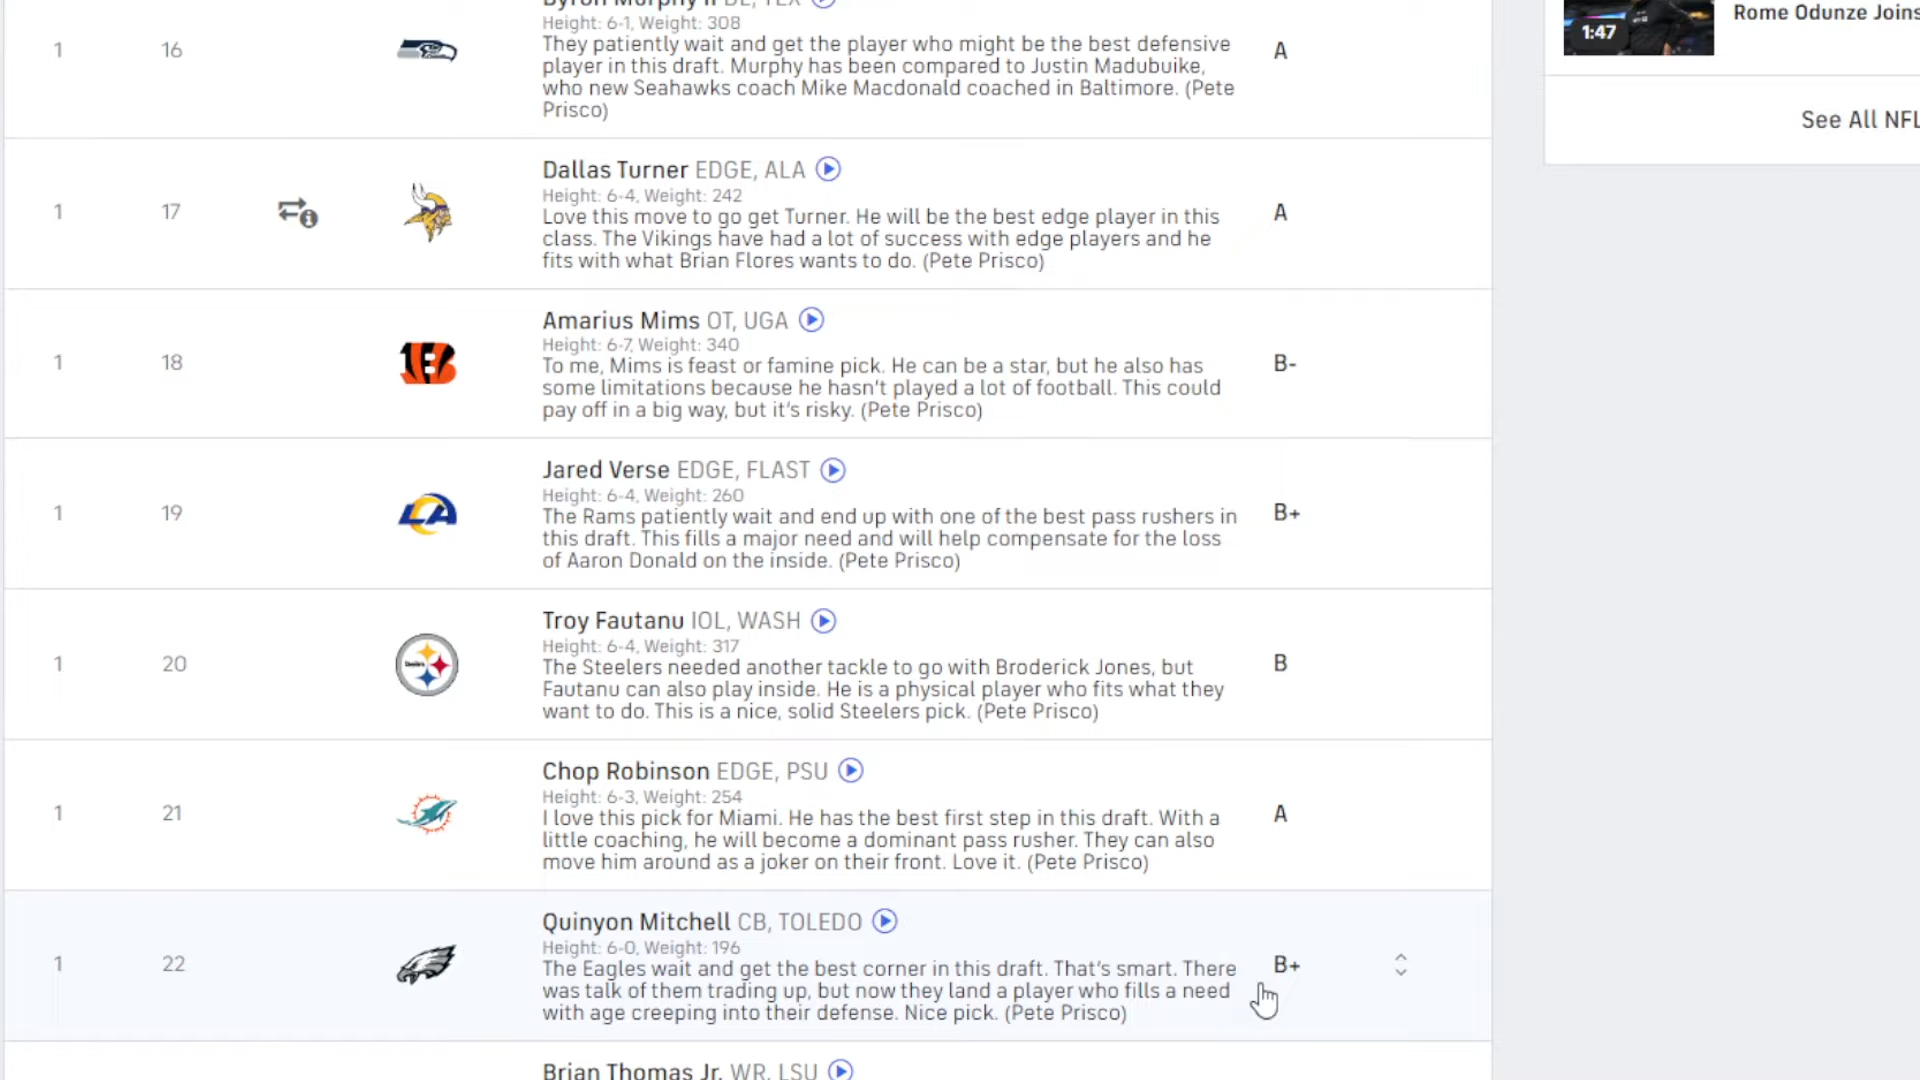 Byron Murphy II DL, TEX
Height: 6-1, Weight: 308
They patiently wait and get the player who might be the best defensive
player in this draft. Murphy has been compared to Justin Madubuike,
who new Seahawks coach Mike Macdonald coached in Baltimore. (Pete
Prisco)
1 16 A
1:47
Rome Odunze Joins
See All NFL
Dallas Turner EDGE, ALA
Height: 6-4, Weight: 242
Love this move to go get Turner. He will be the best edge player in this
class. The Vikings have had a lot of success with edge players and he
fits with what Brian Flores wants to do. (Pete Prisco)
1 17 A
Amarius Mims OT, UGA
Height: 6-7, Weight: 340
To me, Mims is feast or famine pick. He can be a star, but he also has
some limitations because he hasn't played a lot of football. This could
pay off in a big way, but it's risky. (Pete Prisco)
1 18 B-
Jared Verse EDGE, FLAST
Height: 6-4, Weight: 260
The Rams patiently wait and end up with one of the best pass rushers in
this draft. This fills a major need and will help compensate for the loss
of Aaron Donald on the inside. (Pete Prisco)
1 19 B+
LA
Troy Fautanu IOL, WASH
Height: 6-4, Weight: 317
The Steelers needed another tackle to go with Broderick Jones, but
Fautanu can also play inside. He is a physical player who fits what they
want to do. This is a nice, solid Steelers pick. (Pete Prisco)
1 20 B
Steelers
Chop Robinson EDGE, PSU
Height: 6-3, Weight: 254
I love this pick for Miami. He has the best first step in this draft. With a
little coaching, he will become a dominant pass rusher. They can also
move him around as a joker on their front. Love it. (Pete Prisco)
1 21 A
Quinyon Mitchell CB, TOLEDO
Height: 6-0, Weight: 196
The Eagles wait and get the best corner in this draft. That's smart. There
was talk of them trading up, but now they land a player who fills a need
with age creeping into their defense. Nice pick. (Pete Prisco)
1 22 B+
Brian Thomas Jr. WR, LSU